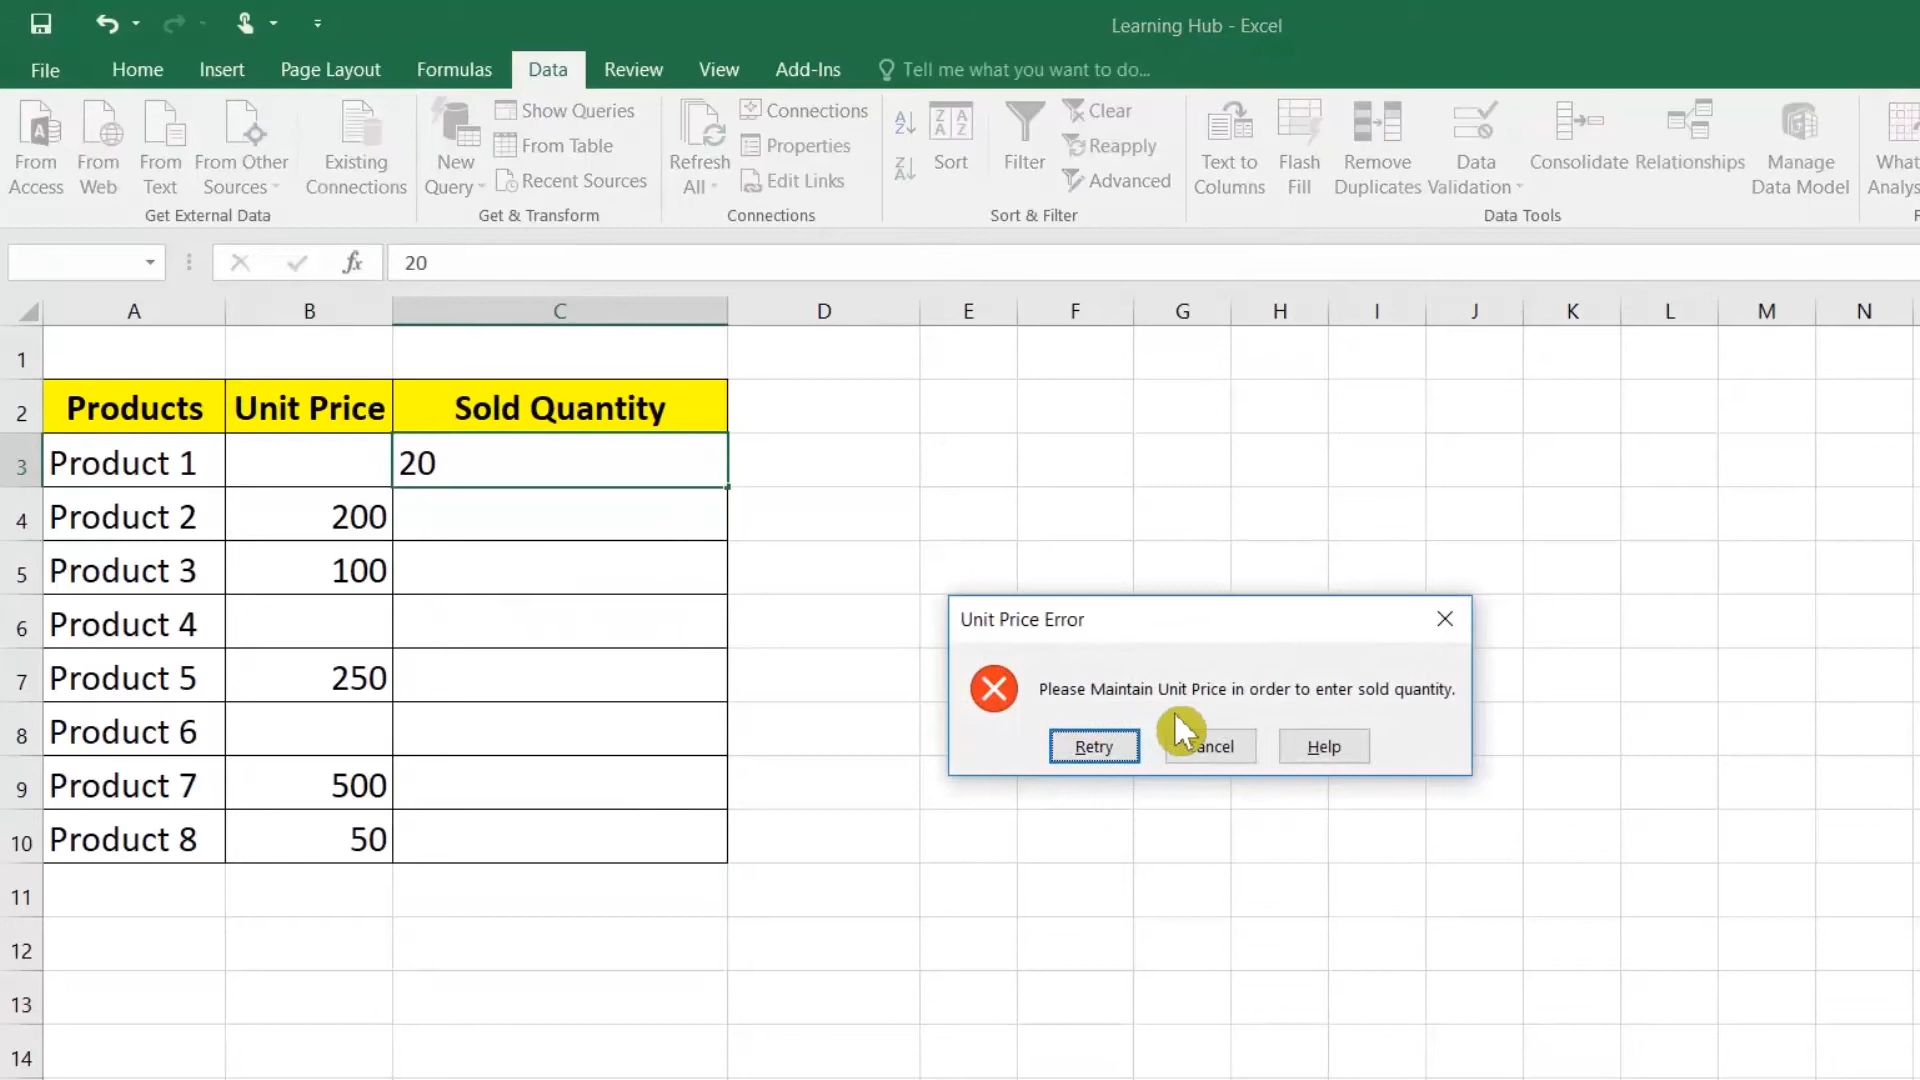 Learning Hub - Excel
File Home Insert Page Layout Formulas Data Review View Add-Ins Tell me what you want to do...
From Access
From Web
From Text
From Other Sources
Existing Connections
Get External Data
New Query
Show Queries
From Table
Recent Sources
Get & Transform
Refresh All
Connections
Properties
Edit Links
Connections
Sort
Filter
Clear
Reapply
Advanced
Sort & Filter
Text to Columns
Flash Fill
Remove Duplicates
Data Validation
Consolidate
Relationships
Manage Data Model
Data Tools
What
Analys
fx 20
A B C D E F G H I J K L M N
1
2 Products Unit Price Sold Quantity
3 Product 1 20
4 Product 2 200
5 Product 3 100
6 Product 4
7 Product 5 250
8 Product 6
9 Product 7 500
10 Product 8 50
11
12
13
14
Unit Price Error
Please Maintain Unit Price in order to enter sold quantity.
Retry ancel Help